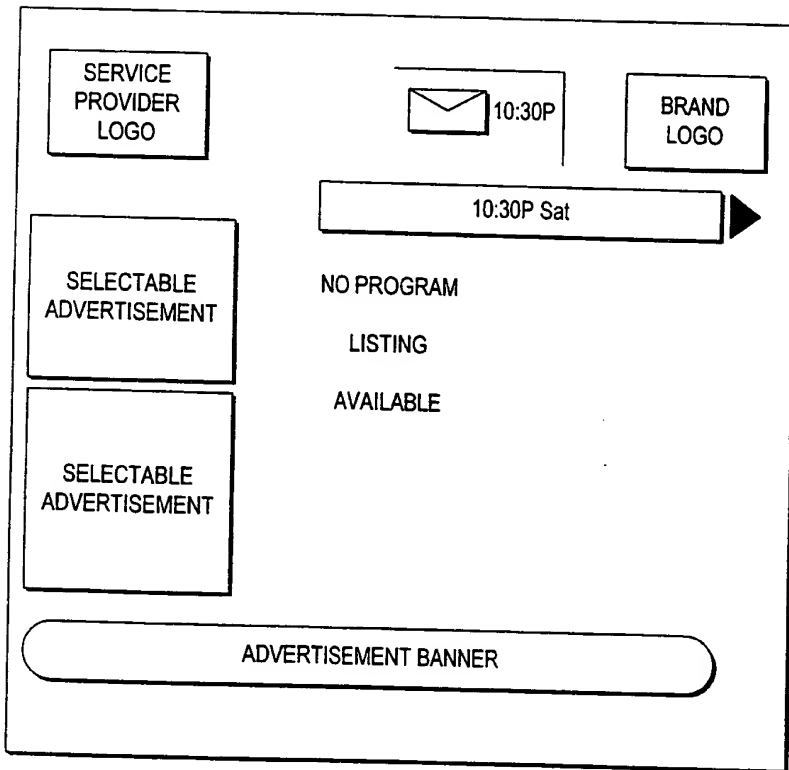 SERVICE
PROVIDER
LOGO
10:30P
BRAND
LOGO
10:30P Sat
SELECTABLE
ADVERTISEMENT
NO PROGRAM
LISTING
AVAILABLE
SELECTABLE
ADVERTISEMENT
ADVERTISEMENT BANNER